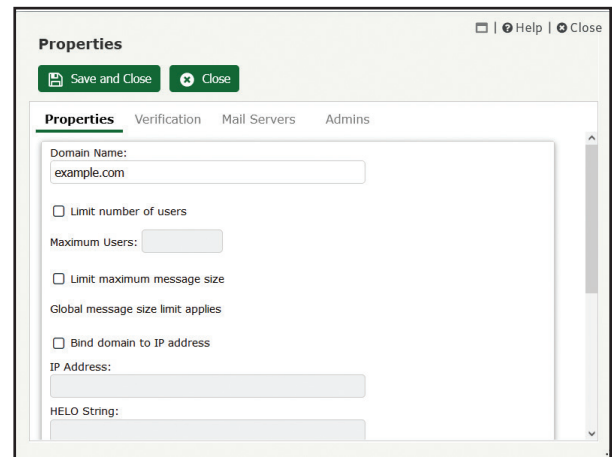 Help | Close
Properties
Save and Close Close
Properties Verification Mail Servers Admins
Domain Name:
example.com
Limit number of users
Maximum Users:
Limit maximum message size
Global message size limit applies
Bind domain to IP address
IP Address:
HELO String: